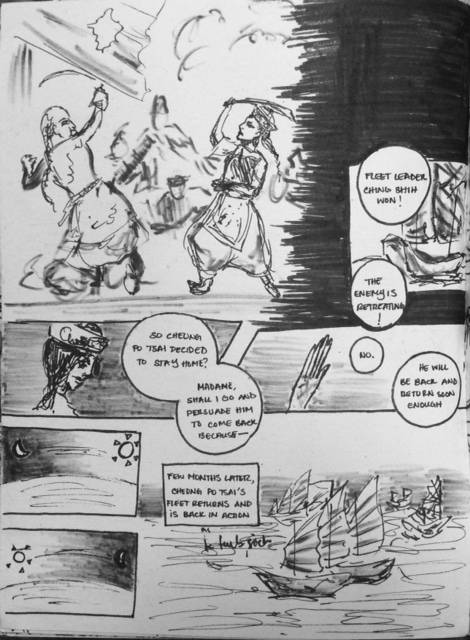 FLEET LEADER
CHING SHIH
WON!
THE
ENEMY IS
RETREATING
!
SO CHEUNG
PO TSAI DECIDED
TO STAY HOME?
MADAME,
SHALL I GO AND
PERSUADE HIM
TO COME BACK
BECAUSE—
NO.
HE WILL
BE BACK AND
RETURN SOON
ENOUGH
FEW MONTHS LATER,
CHEUNG PO TSAI'S
FLEET RETURNS AND
IS BACK IN ACTION